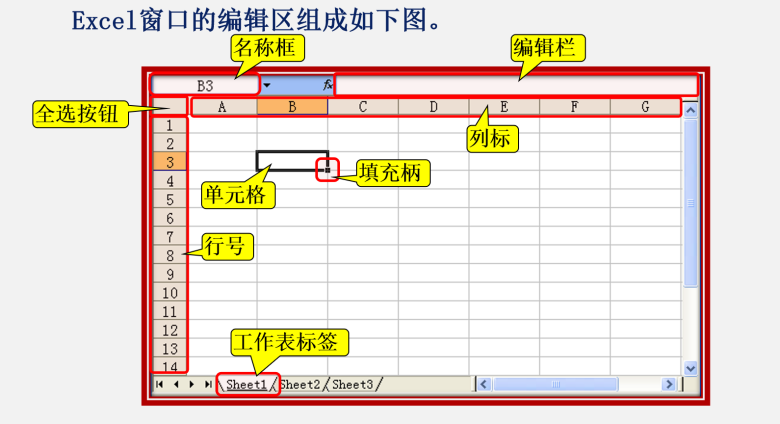 Excel窗口的编辑区组成如下图。
名称框
编辑栏
B3
fx
全选按钮
A B C D E F G
列标
1
2
3
填充柄
4
单元格
5
6
7
行号
8
9
10
11
12
工作表标签
13
14
Sheet1 Sheet2 Sheet3